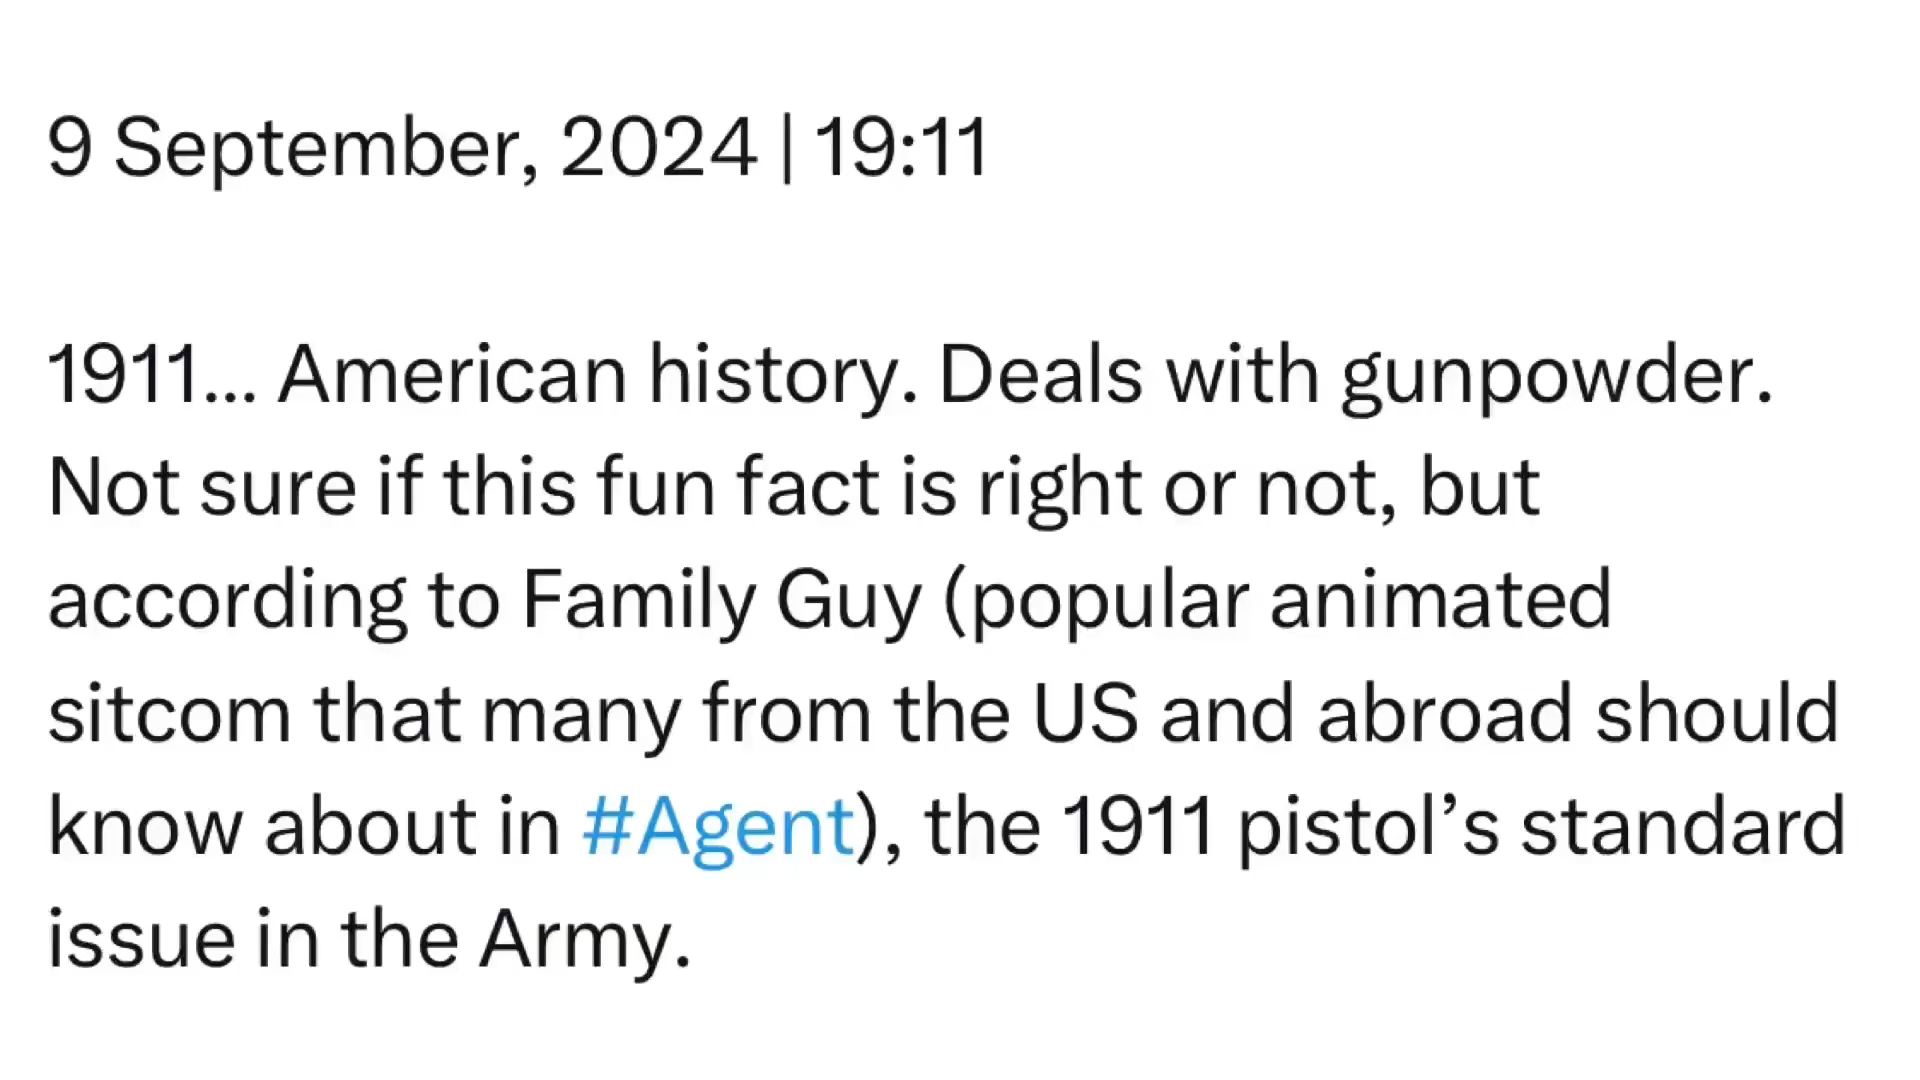 9 September, 2024 | 19:11
1911... American history. Deals with gunpowder.
Not sure if this fun fact is right or not, but
according to Family Guy (popular animated
sitcom that many from the US and abroad should
know about in #Agent), the 1911 pistol’s standard
issue in the Army.